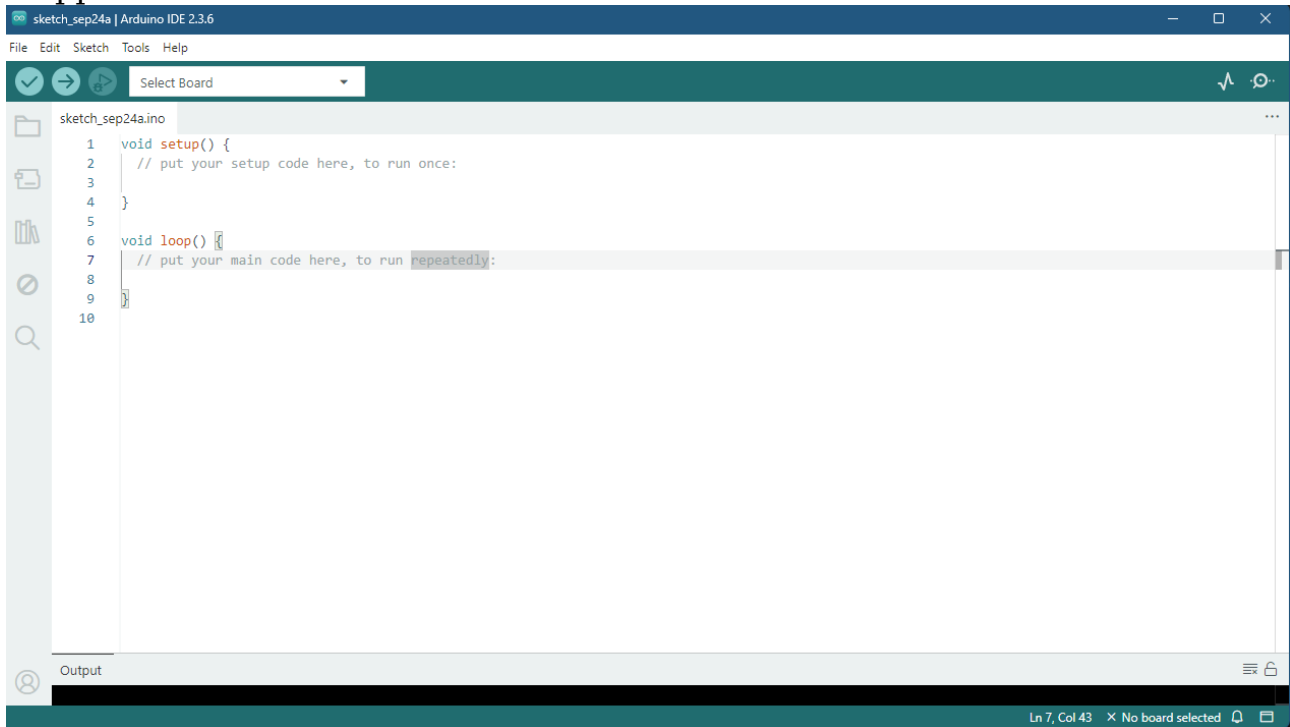 sketch_sep24a | Arduino IDE 2.3.6
File Edit Sketch Tools Help
Select Board
sketch_sep24a.ino
1 void setup() {
2 // put your setup code here, to run once:
3
4 }
5
6 void loop() {
7 // put your main code here, to run repeatedly:
8
9 }
10
Output
Ln 7, Col 43 × No board selected